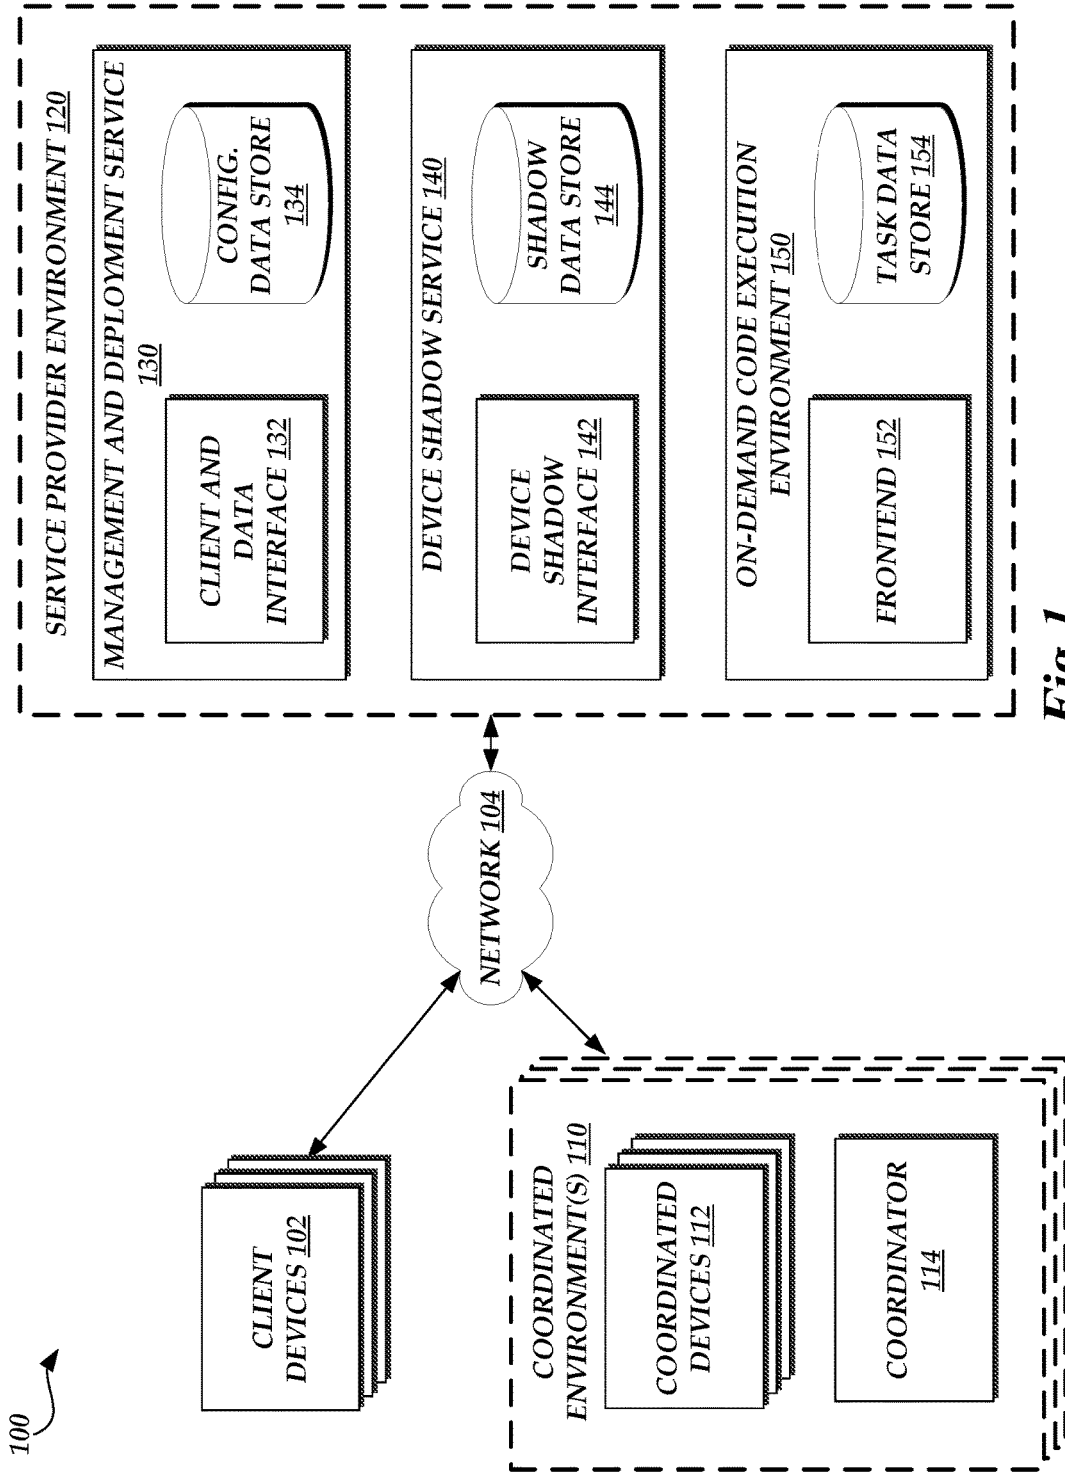 100
CLIENT
DEVICES 102
COORDINATED
ENVIRONMENT(S) 110
COORDINATED
DEVICES 112
COORDINATOR
114
NETWORK 104
SERVICE PROVIDER ENVIRONMENT 120
MANAGEMENT AND DEPLOYMENT SERVICE
130
CLIENT AND
DATA
INTERFACE 132
CONFIG.
DATA STORE
134
DEVICE SHADOW SERVICE 140
DEVICE
SHADOW
INTERFACE 142
SHADOW
DATA STORE
144
ON-DEMAND CODE EXECUTION
ENVIRONMENT 150
FRONTEND 152
TASK DATA
STORE 154
Fig. 1